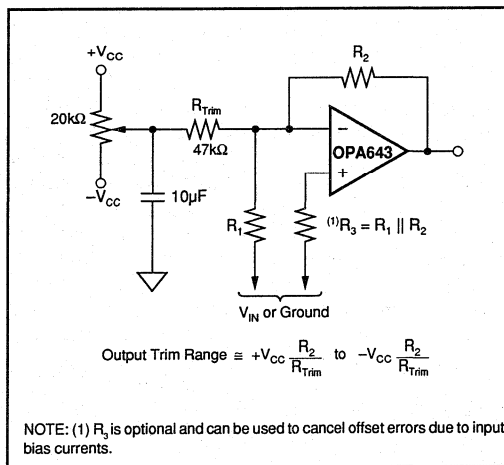 +VCC
R2
20kΩ
RTrim
47kΩ
−
OPA643
+
−VCC
10µF
R1
(1)R3 = R1 || R2
VIN or Ground
Output Trim Range ≅ +VCC R2/RTrim to −VCC R2/RTrim
NOTE: (1) R3 is optional and can be used to cancel offset errors due to input
bias currents.